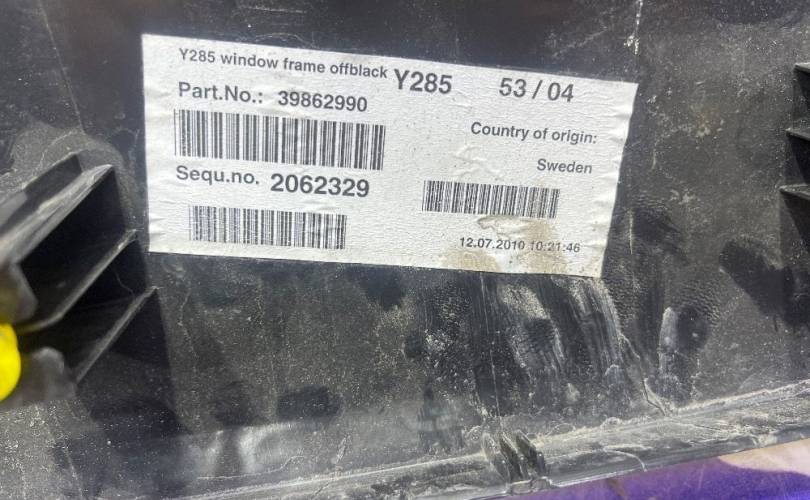 Y285 window frame offblack Y285 53 / 04
Part.No.: 39862990
Country of origin:
Sweden
Sequ.no. 2062329
12.07.2010 10:21:46